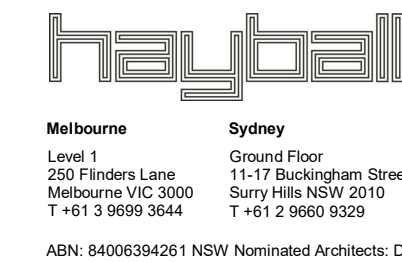 hayball
Melbourne
Level 1
250 Flinders Lane
Melbourne VIC 3000
T +61 3 9699 3644
Sydney
Ground Floor
11-17 Buckingham Stree
Surry Hills NSW 2010
T +61 2 9660 9329
ABN: 84006394261 NSW Nominated Architects: D